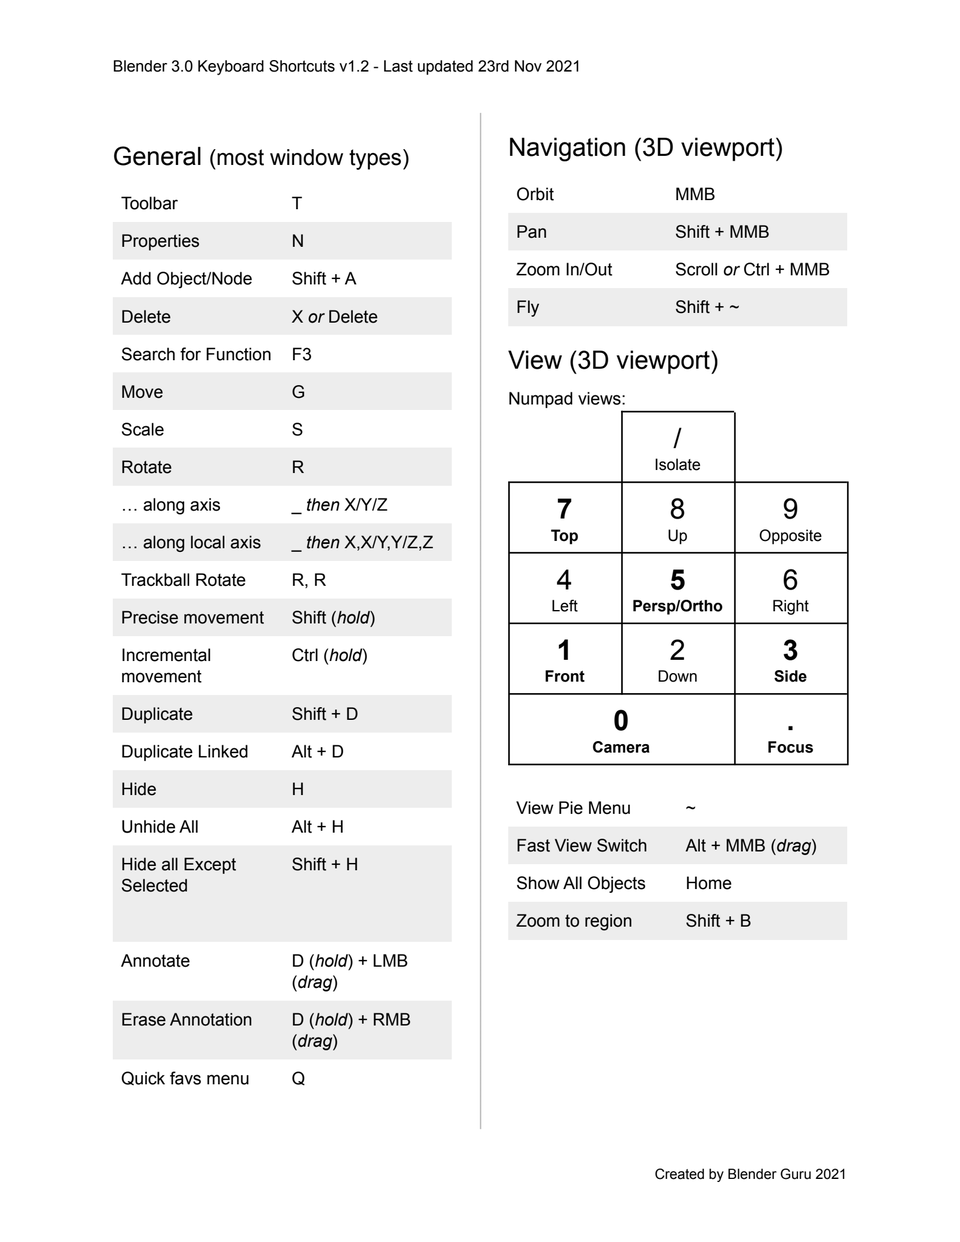 Blender 3.0 Keyboard Shortcuts v1.2 - Last updated 23rd Nov 2021
General (most window types)
Toolbar T
Properties N
Add Object/Node Shift + A
Delete X or Delete
Search for Function F3
Move G
Scale S
Rotate R
… along axis _ then X/Y/Z
… along local axis _ then X,X/Y,Y/Z,Z
Trackball Rotate R, R
Precise movement Shift (hold)
Incremental Ctrl (hold)
movement
Duplicate Shift + D
Duplicate Linked Alt + D
Hide H
Unhide All Alt + H
Hide all Except Shift + H
Selected
Annotate D (hold) + LMB
(drag)
Erase Annotation D (hold) + RMB
(drag)
Quick favs menu Q
Navigation (3D viewport)
Orbit MMB
Pan Shift + MMB
Zoom In/Out Scroll or Ctrl + MMB
Fly Shift + ~
View (3D viewport)
Numpad views:
/
Isolate
7 8 9
Top Up Opposite
4 5 6
Left Persp/Ortho Right
1 2 3
Front Down Side
0 .
Camera Focus
View Pie Menu ~
Fast View Switch Alt + MMB (drag)
Show All Objects Home
Zoom to region Shift + B
Created by Blender Guru 2021